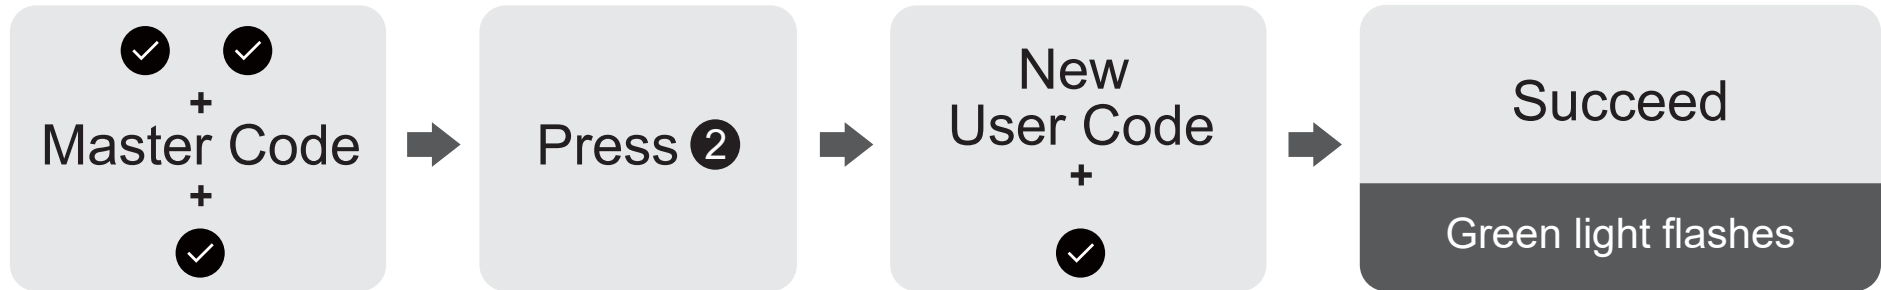 +
Master Code
+
Press 2
New
User Code
+
Succeed
Green light flashes